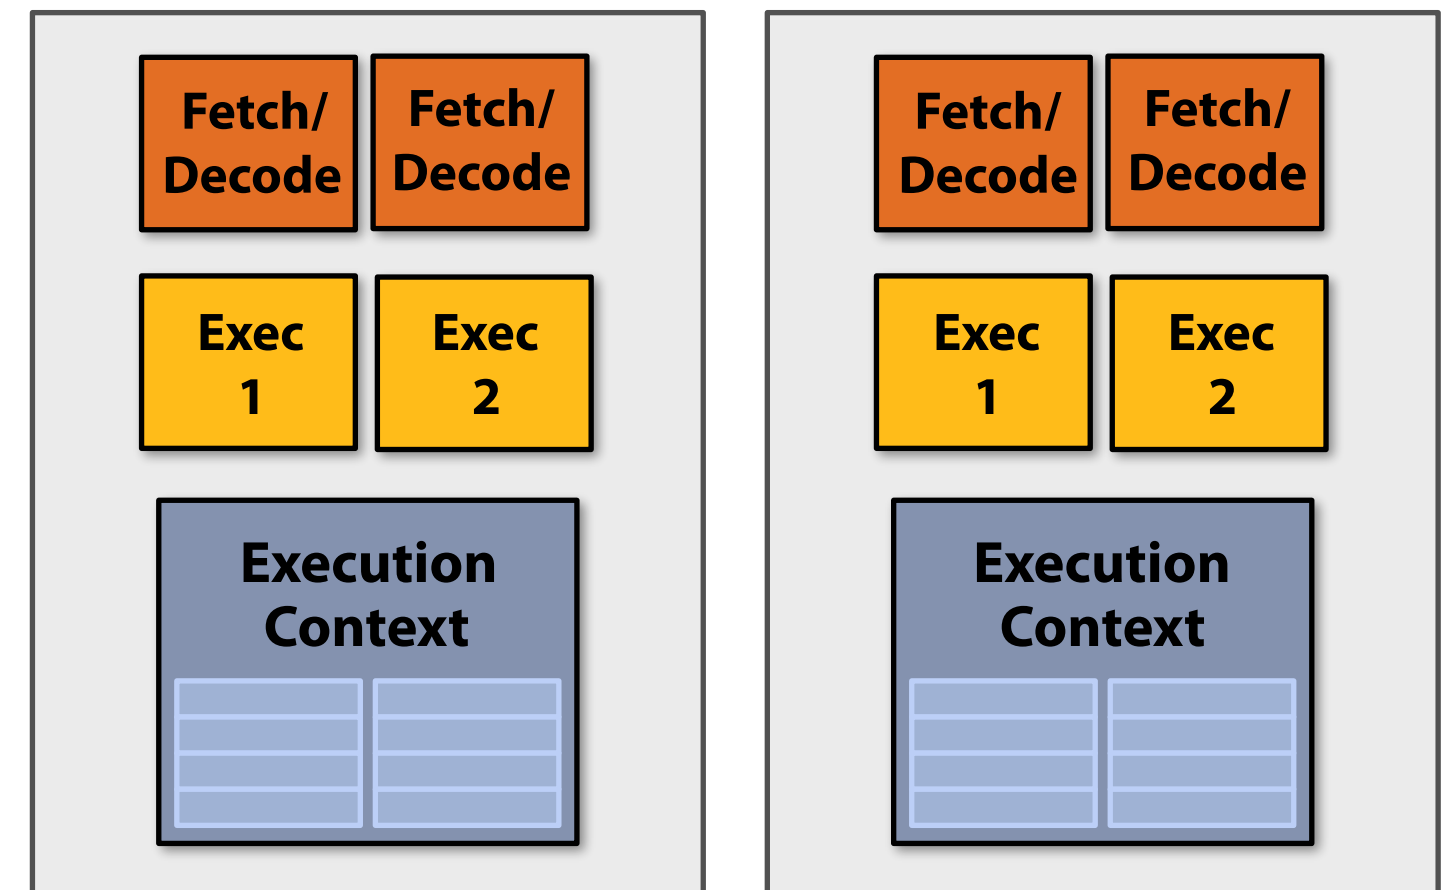 Fetch/
Decode
Fetch/
Decode
Exec
1
Exec
2
Execution
Context
Fetch/
Decode
Fetch/
Decode
Exec
1
Exec
2
Execution
Context